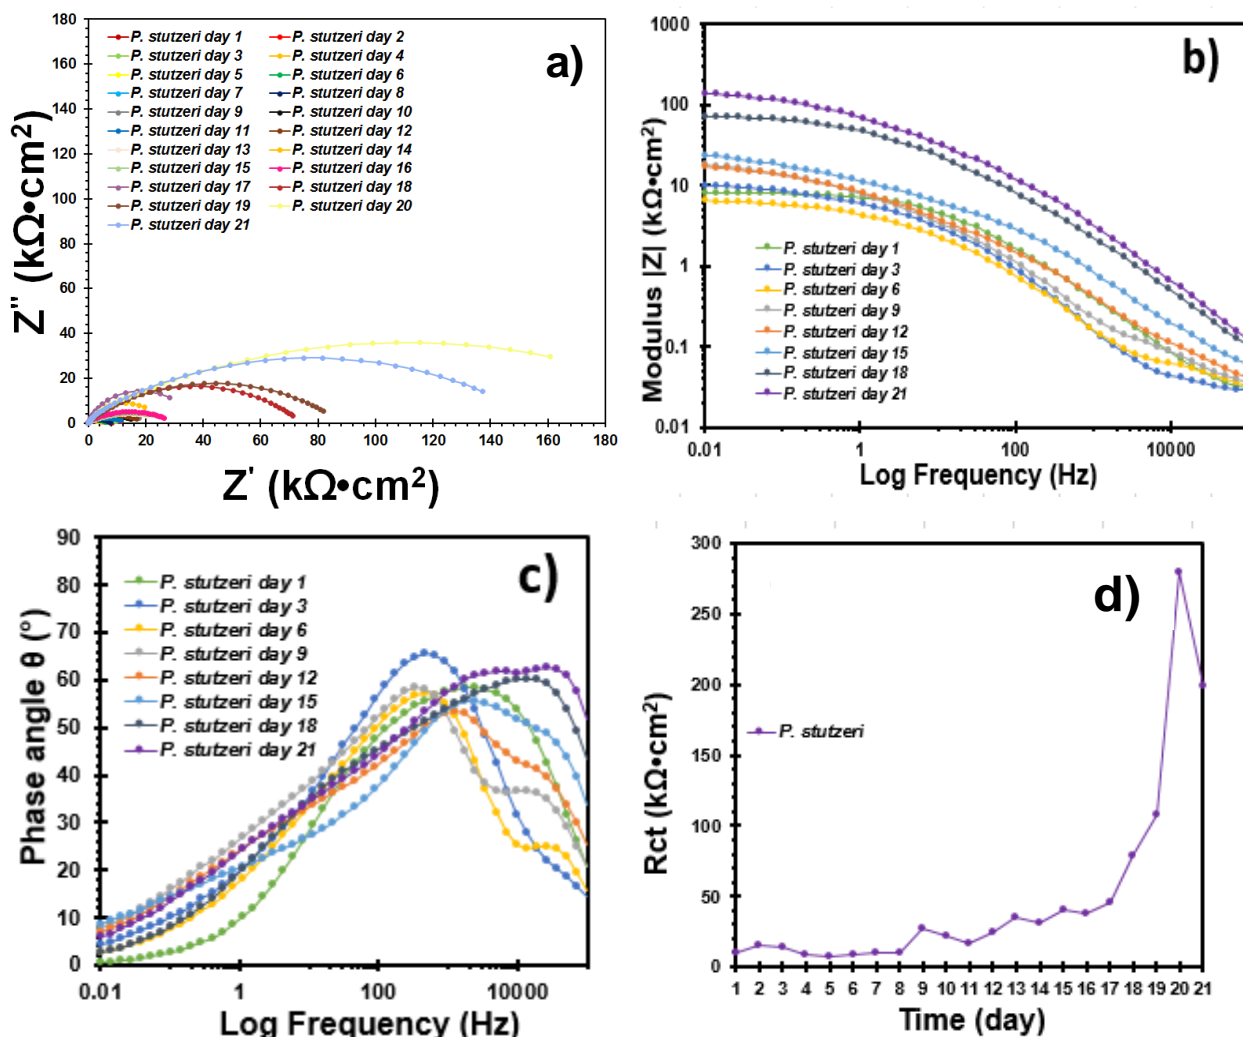 a)
180
160
140
120
100
80
60
40
20
0
Z'' (kΩ•cm²)
P. stutzeri day 1
P. stutzeri day 2
P. stutzeri day 3
P. stutzeri day 4
P. stutzeri day 5
P. stutzeri day 6
P. stutzeri day 7
P. stutzeri day 8
P. stutzeri day 9
P. stutzeri day 10
P. stutzeri day 11
P. stutzeri day 12
P. stutzeri day 13
P. stutzeri day 14
P. stutzeri day 15
P. stutzeri day 16
P. stutzeri day 17
P. stutzeri day 18
P. stutzeri day 19
P. stutzeri day 20
P. stutzeri day 21
0 20 40 60 80 100 120 140 160 180
Z' (kΩ•cm²)
b)
1000
100
10
1
0.1
0.01
Modulus |Z| (kΩ•cm²)
P. stutzeri day 1
P. stutzeri day 3
P. stutzeri day 6
P. stutzeri day 9
P. stutzeri day 12
P. stutzeri day 15
P. stutzeri day 18
P. stutzeri day 21
0.01 1 100 10000
Log Frequency (Hz)
c)
90
80
70
60
50
40
30
20
10
0
Phase angle θ (°)
P. stutzeri day 1
P. stutzeri day 3
P. stutzeri day 6
P. stutzeri day 9
P. stutzeri day 12
P. stutzeri day 15
P. stutzeri day 18
P. stutzeri day 21
0.01 1 100 10000
Log Frequency (Hz)
d)
300
250
200
150
100
50
0
Rct (kΩ•cm²)
P. stutzeri
1 2 3 4 5 6 7 8 9 10 11 12 13 14 15 16 17 18 19 20 21
Time (day)